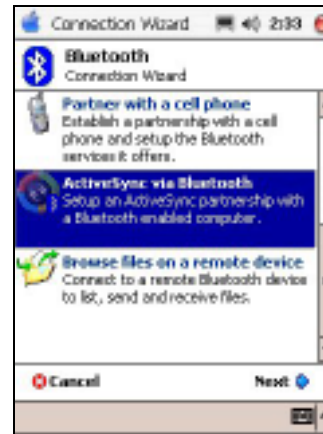 Connection Wizard 2:33
Bluetooth
Connection Wizard
Partner with a cell phone
Establish a partnership with a cell
phone and setup the Bluetooth
services it offers.
ActiveSync via Bluetooth
Setup an ActiveSync partnership with
a Bluetooth enabled computer.
Browse files on a remote device
Connect to a remote Bluetooth device
to list, send and receive files.
Cancel Next